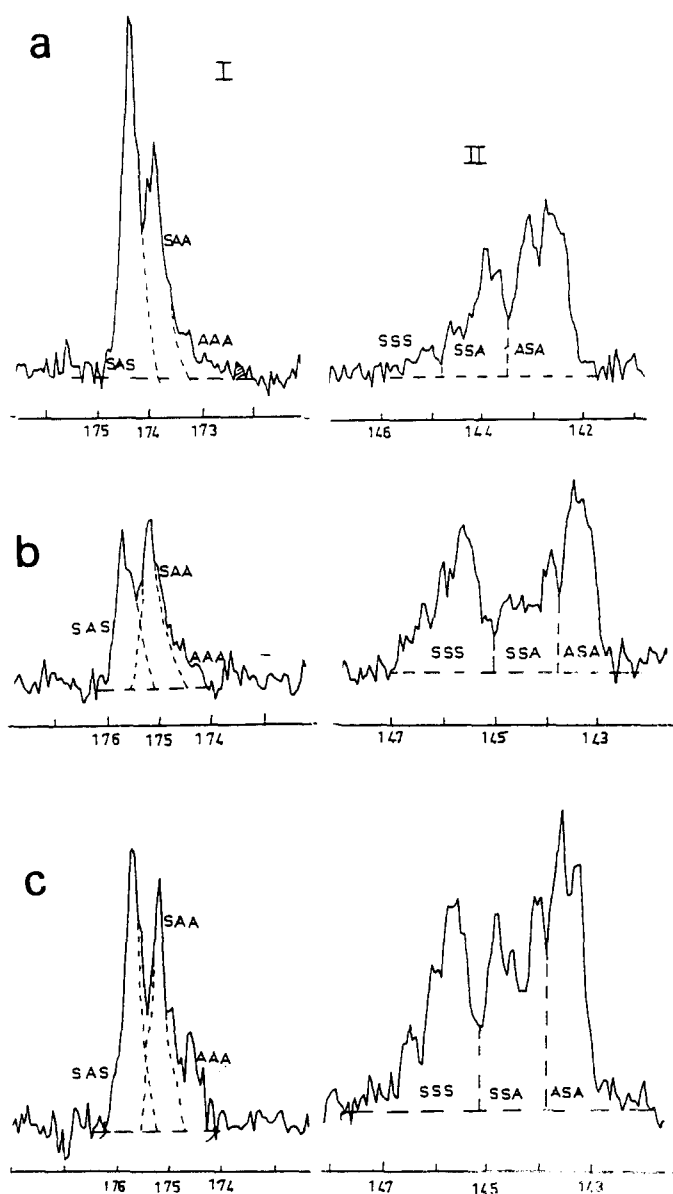 a
I
II
SAA
SAS
AAA
SSS
SSA
ASA
175 174 173
146 144 142
b
SAS
SAA
AAA
SSS
SSA
ASA
176 175 174
147 145 143
c
SAA
SAS
AAA
SSS
SSA
ASA
176 175 174
147 145 143